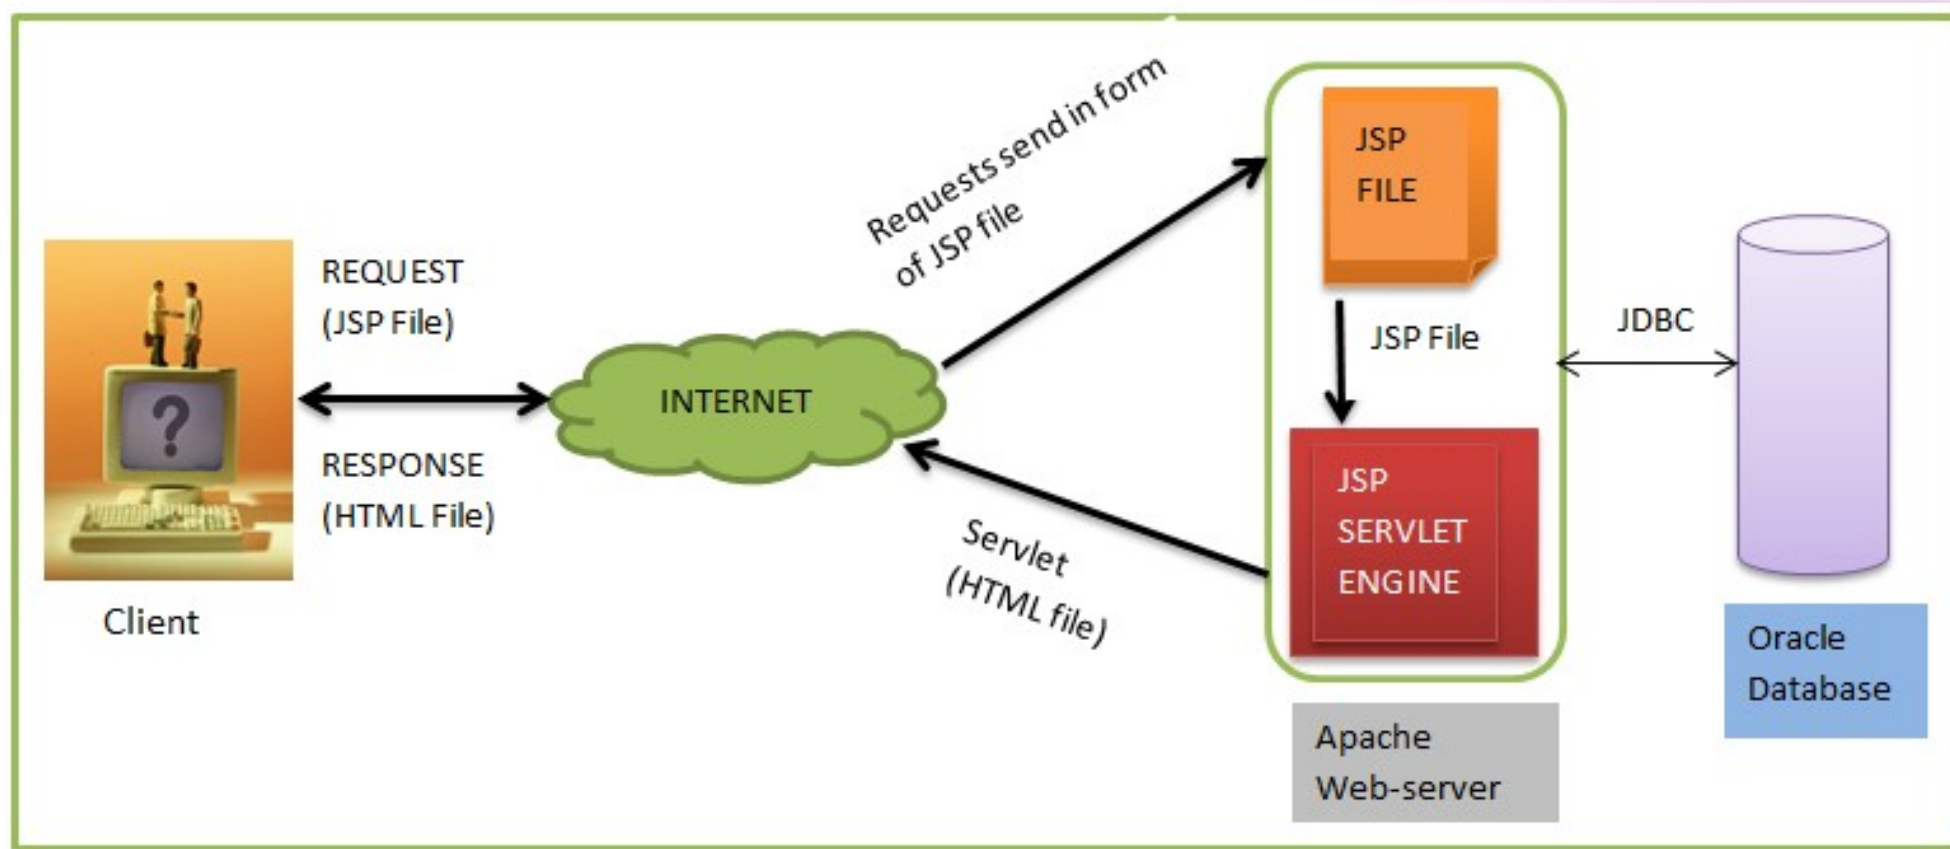 REQUEST
(JSP File)
RESPONSE
(HTML File)
Client
INTERNET
Requests send in form
of JSP file
Servlet
(HTML file)
JSP
FILE
JSP File
JSP
SERVLET
ENGINE
Apache
Web-server
JDBC
Oracle
Database
?